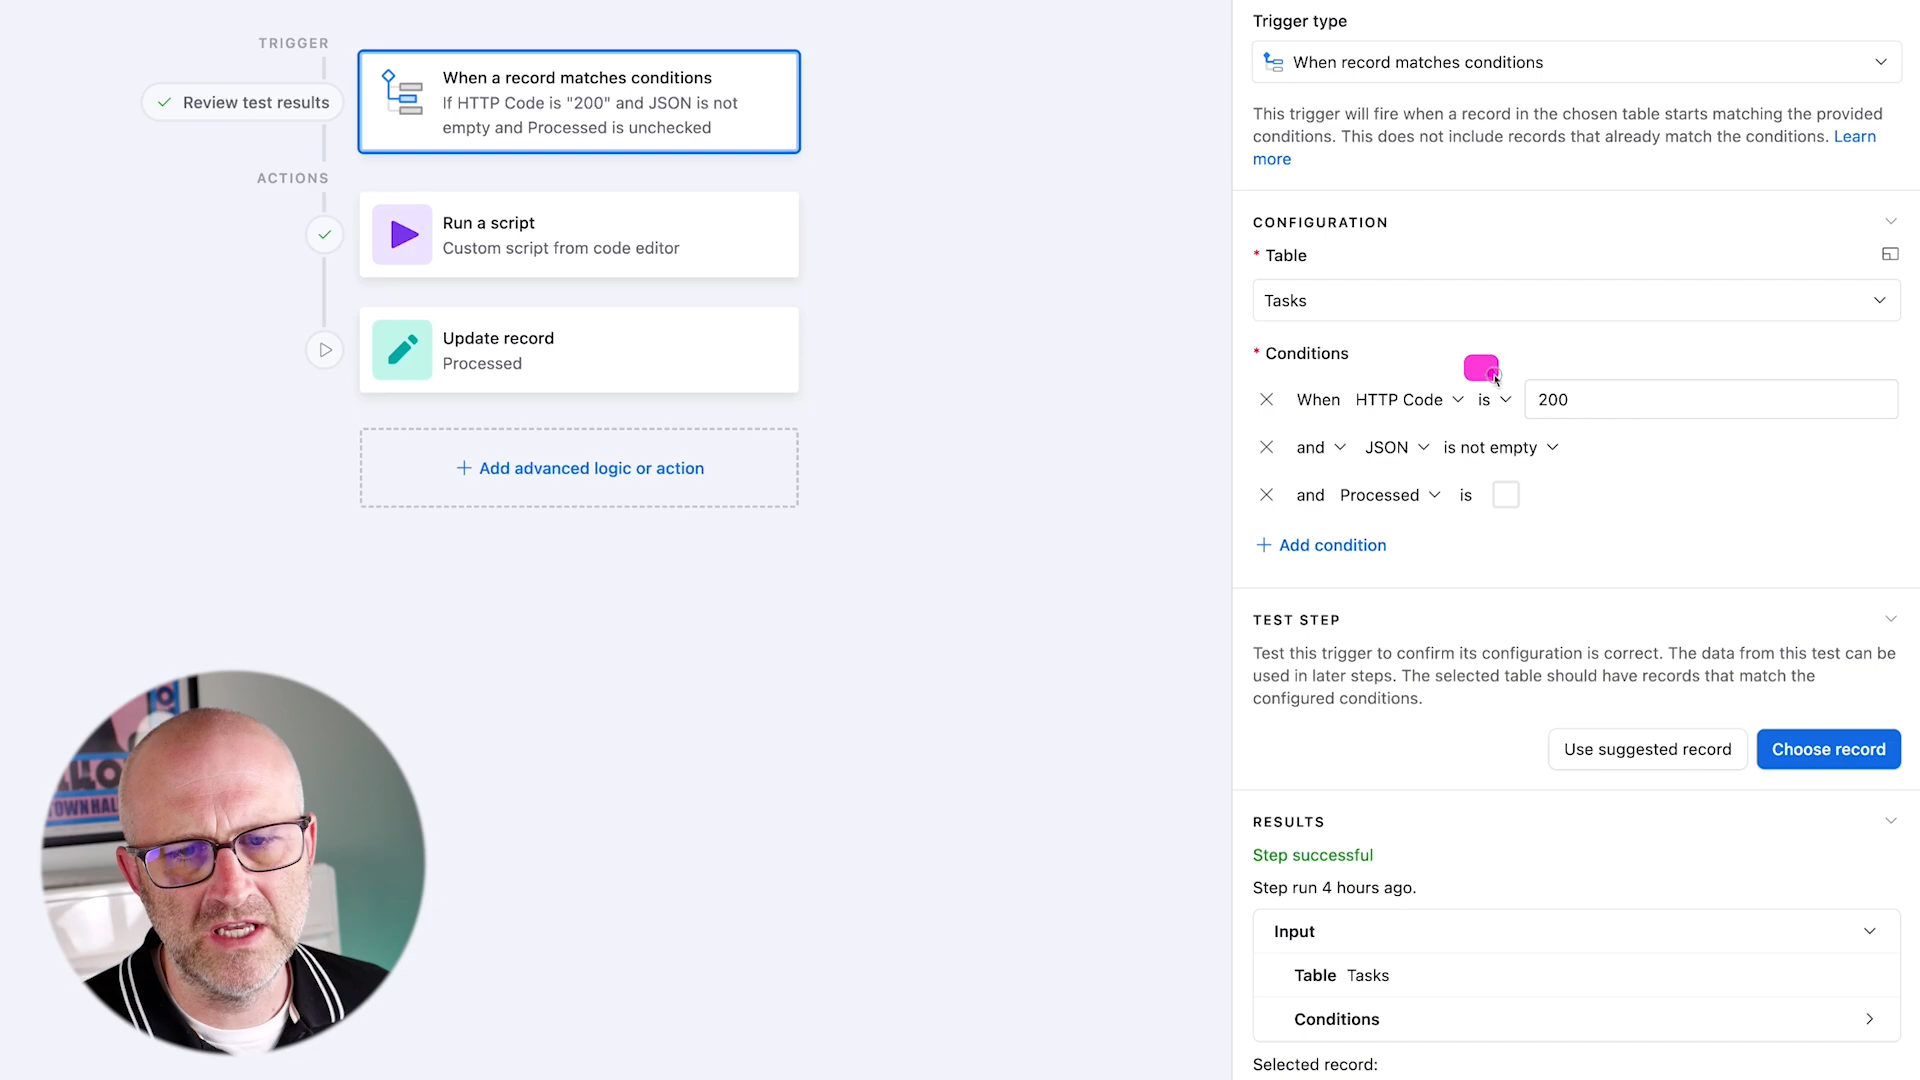 TRIGGER
Review test results
When a record matches conditions
If HTTP Code is "200" and JSON is not
empty and Processed is unchecked
ACTIONS
Run a script
Custom script from code editor
Update record
Processed
Add advanced logic or action
Trigger type
When record matches conditions
This trigger will fire when a record in the chosen table starts matching the provided
conditions. This does not include records that already match the conditions. Learn
more
CONFIGURATION
* Table
Tasks
* Conditions
When HTTP Code is 200
and JSON is not empty
and Processed is
Add condition
TEST STEP
Test this trigger to confirm its configuration is correct. The data from this test can be
used in later steps. The selected table should have records that match the
configured conditions.
Use suggested record
Choose record
RESULTS
Step successful
Step run 4 hours ago.
Input
Table Tasks
Conditions
Selected record:
TOWN HAL